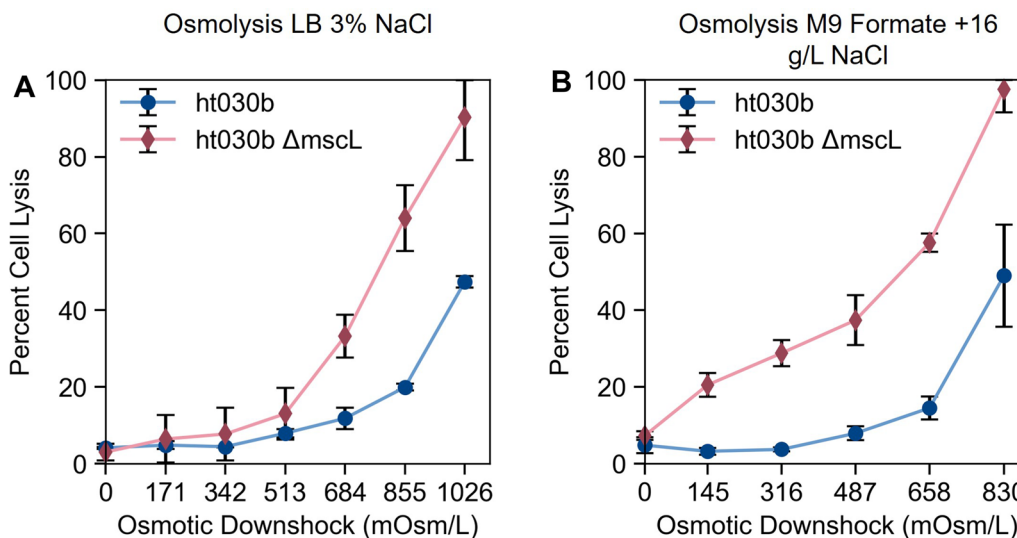 Osmolysis LB 3% NaCl
A
100
80
60
40
20
0
Percent Cell Lysis
ht030b
ht030b ΔmscL
0 171 342 513 684 855 1026
Osmotic Downshock (mOsm/L)
Osmolysis M9 Formate +16
g/L NaCl
B
100
80
60
40
20
0
Percent Cell Lysis
ht030b
ht030b ΔmscL
0 145 316 487 658 830
Osmotic Downshock (mOsm/L)